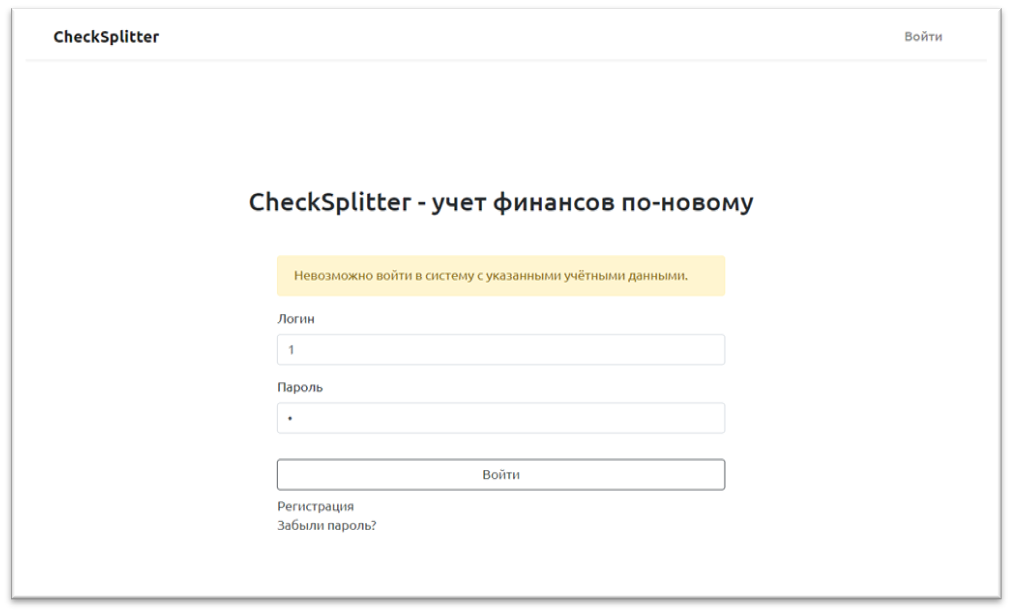 CheckSplitter
Войти
CheckSplitter - учет финансов по-новому
Невозможно войти в систему с указанными учётными данными.
Логин
1
Пароль
•
Войти
Регистрация
Забыли пароль?